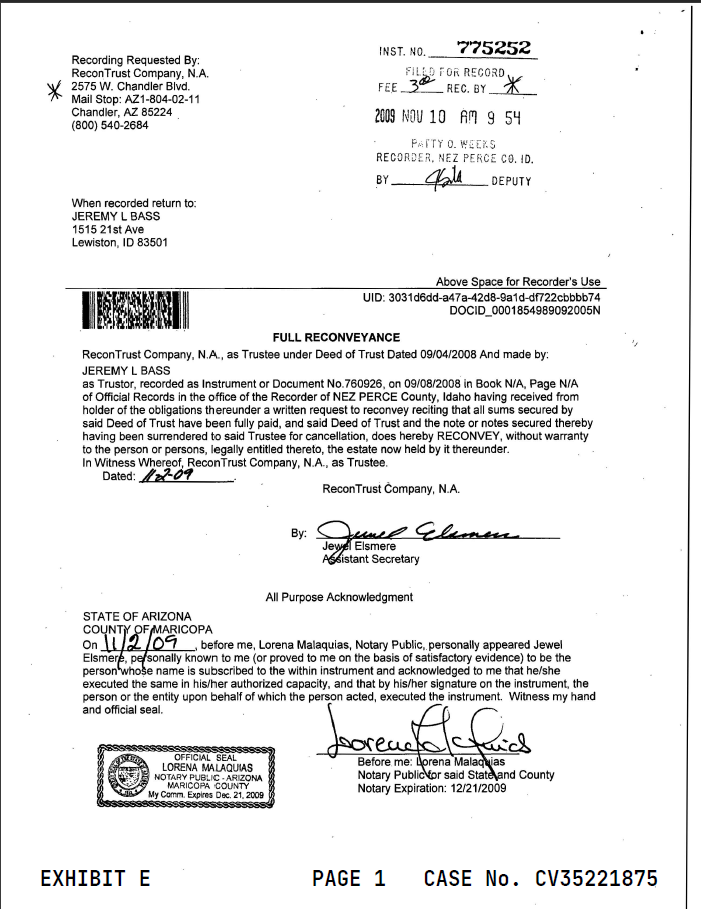 Recording Requested By:
ReconTrust Company, N.A.
2575 W. Chandler Blvd.
Mail Stop: AZ1-804-02-11
Chandler, AZ 85224
(800) 540-2684
INST. NO. 775252
FILED FOR RECORD
FEE 3⁰⁰ REC. BY
2009 NOV 10 AM 9 54
PATTY O. WEEKS
RECORDER, NEZ PERCE CO. ID.
BY DEPUTY
When recorded return to:
JEREMY L BASS
1515 21st Ave
Lewiston, ID 83501
Above Space for Recorder's Use
UID: 3031d6dd-a47a-42d8-9a1d-df722cbbbb74
DOCID_0001854989092005N
FULL RECONVEYANCE
ReconTrust Company, N.A., as Trustee under Deed of Trust Dated 09/04/2008 And made by:
JEREMY L BASS
as Trustor, recorded as Instrument or Document No.760926, on 09/08/2008 in Book N/A, Page N/A
of Official Records in the office of the Recorder of NEZ PERCE County, Idaho having received from
holder of the obligations thereunder a written request to reconvey reciting that all sums secured by
said Deed of Trust have been fully paid, and said Deed of Trust and the note or notes secured thereby
having been surrendered to said Trustee for cancellation, does hereby RECONVEY, without warranty
to the person or persons, legally entitled thereto, the estate now held by it thereunder.
In Witness Whereof, ReconTrust Company, N.A., as Trustee.
Dated: 11-2-09.
ReconTrust Company, N.A.
By: Jewel Elsmere
Jewel Elsmere
Assistant Secretary
All Purpose Acknowledgment
STATE OF ARIZONA
COUNTY OF MARICOPA
On 11/2/09, before me, Lorena Malaquias, Notary Public, personally appeared Jewel
Elsmere, personally known to me (or proved to me on the basis of satisfactory evidence) to be the
person whose name is subscribed to the within instrument and acknowledged to me that he/she
executed the same in his/her authorized capacity, and that by his/her signature on the instrument, the
person or the entity upon behalf of which the person acted, executed the instrument. Witness my hand
and official seal.
OFFICIAL SEAL
LORENA MALAQUIAS
NOTARY PUBLIC - ARIZONA
MARICOPA COUNTY
My Comm. Expires Dec. 21, 2009
Before me: Lorena Malaquias
Notary Public for said State and County
Notary Expiration: 12/21/2009
EXHIBIT E PAGE 1 CASE No. CV35221875